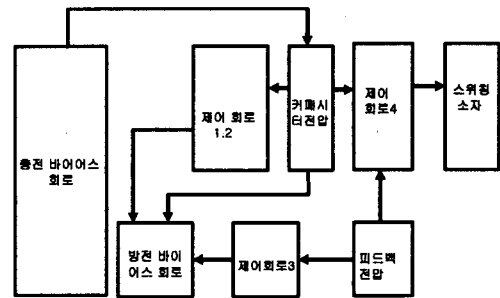 충전 바이어스
회로
제어 회로
1.2
커패시
터전압
제어
회로4
스위칭
소자
방전 바이
어스 회로
제어회로3
피드백
전압